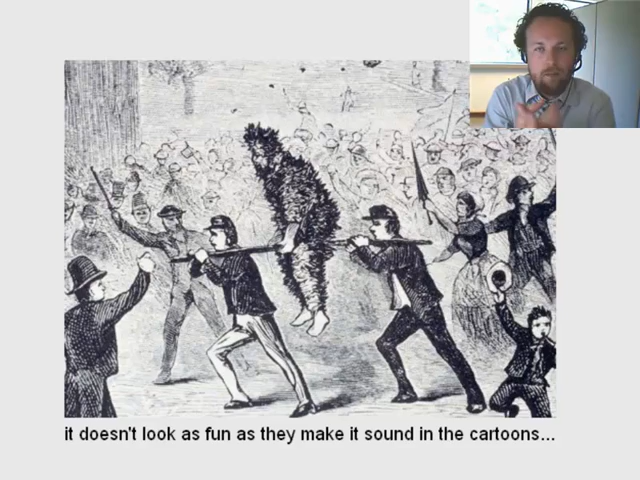 it doesn't look as fun as they make it sound in the cartoons...